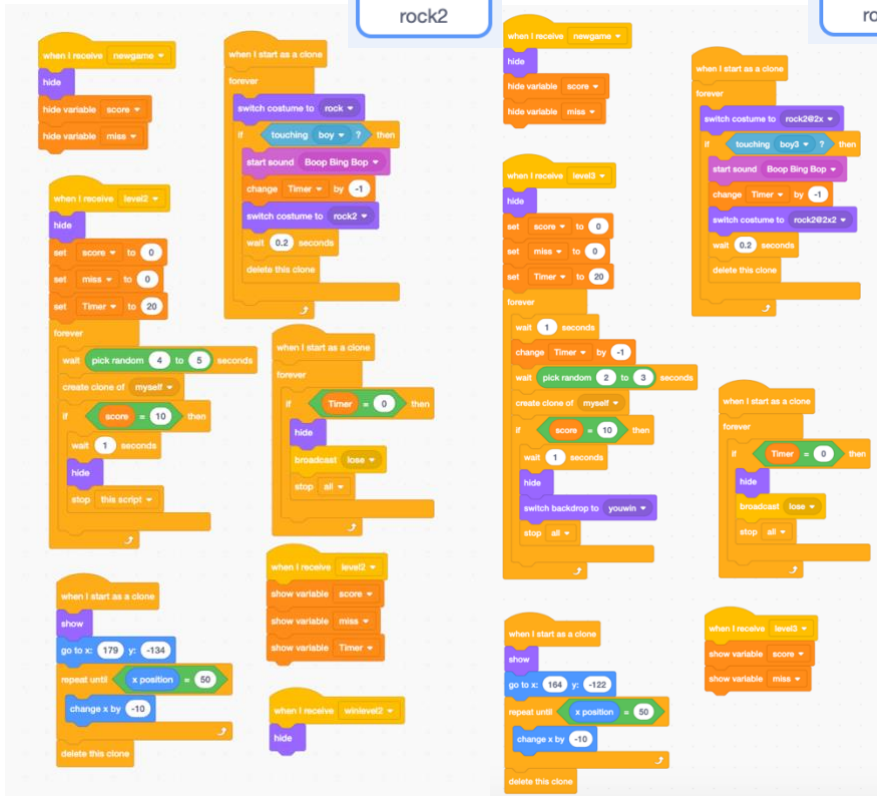 rock2
when I receive newgame
hide
hide variable score
hide variable miss
when I receive level2
hide
set score to 0
set miss to 0
set Timer to 20
forever
wait pick random 4 to 5 seconds
create clone of myself
if score = 10 then
wait 1 seconds
hide
stop this script
when I start as a clone
show
go to x: 179 y: -134
repeat until x position = 50
change x by -10
delete this clone
when I start as a clone
forever
switch costume to rock
if touching boy ? then
start sound Boop Bing Bop
change Timer by -1
switch costume to rock2
wait 0.2 seconds
delete this clone
when I start as a clone
forever
if Timer = 0 then
hide
broadcast lose
stop all
when I receive level2
show variable score
show variable miss
show variable Timer
when I receive winlevel2
hide
ro
when I receive newgame
hide
hide variable score
hide variable miss
when I receive level3
hide
set score to 0
set miss to 0
set Timer to 20
forever
wait 1 seconds
change Timer by -1
wait pick random 2 to 3 seconds
create clone of myself
if score = 10 then
wait 1 seconds
hide
switch backdrop to youwin
stop all
when I start as a clone
show
go to x: 164 y: -122
repeat until x position = 50
change x by -10
delete this clone
when I start as a clone
forever
switch costume to rock2@2x
if touching boy3 ? then
start sound Boop Bing Bop
change Timer by -1
switch costume to rock2@2x2
wait 0.2 seconds
delete this clone
when I start as a clone
forever
if Timer = 0 then
hide
broadcast lose
stop all
when I receive level3
show variable score
show variable miss